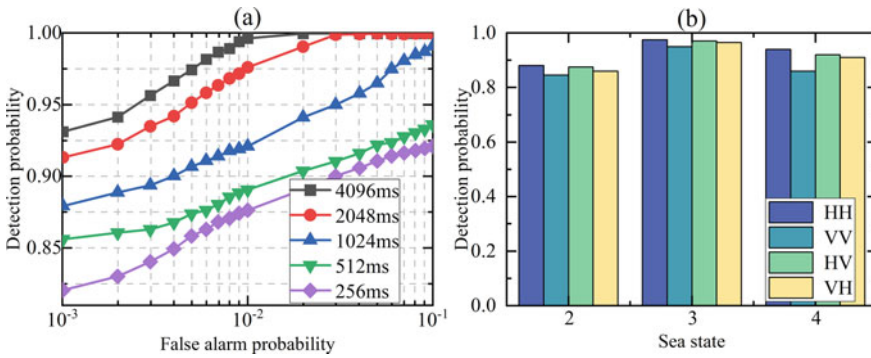 (a)
Detection probability
1.00
0.95
0.90
0.85
4096ms
2048ms
1024ms
512ms
256ms
10-3
10-2
10-1
False alarm probability
(b)
Detection probability
1.0
0.8
0.6
0.4
0.2
0.0
HH
VV
HV
VH
2
3
4
Sea state